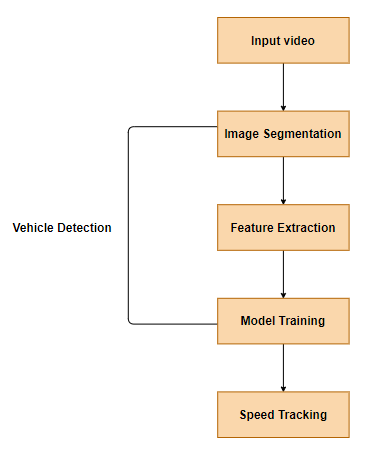 Input video
Image Segmentation
Vehicle Detection
Feature Extraction
Model Training
Speed Tracking